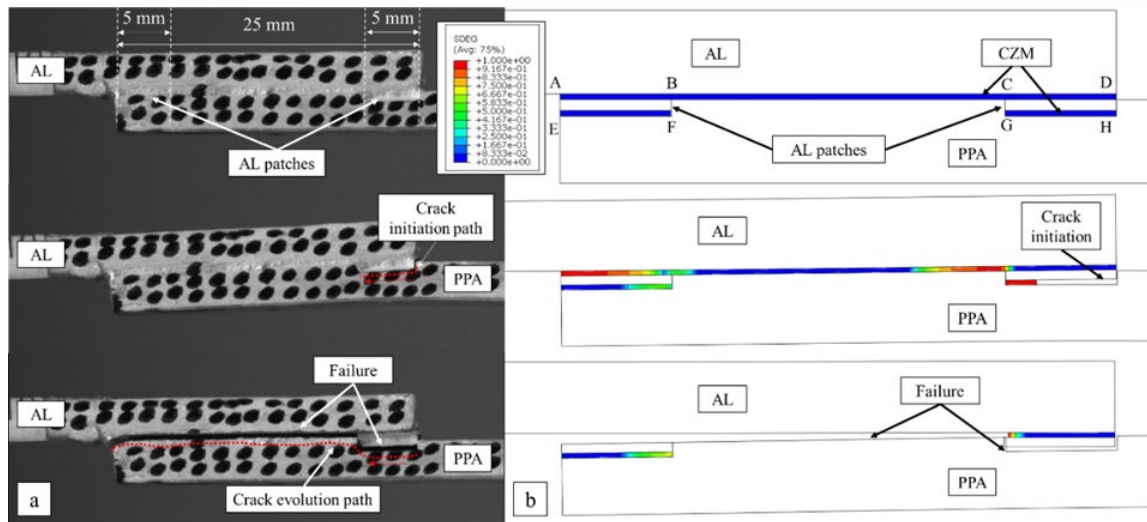 5 mm
25 mm
5 mm
AL
AL patches
AL
Crack
initiation path
PPA
AL
Failure
PPA
Crack evolution path
a
SDEG
(Avg: 75%)
+1.000e+00
+9.167e-01
+8.333e-01
+7.500e-01
+6.667e-01
+5.833e-01
+5.000e-01
+4.167e-01
+3.333e-01
+2.500e-01
+1.667e-01
+8.333e-02
+0.000e+00
AL
CZM
A
B
C
D
E
F
G
H
AL patches
PPA
AL
Crack
initiation
PPA
AL
Failure
PPA
b